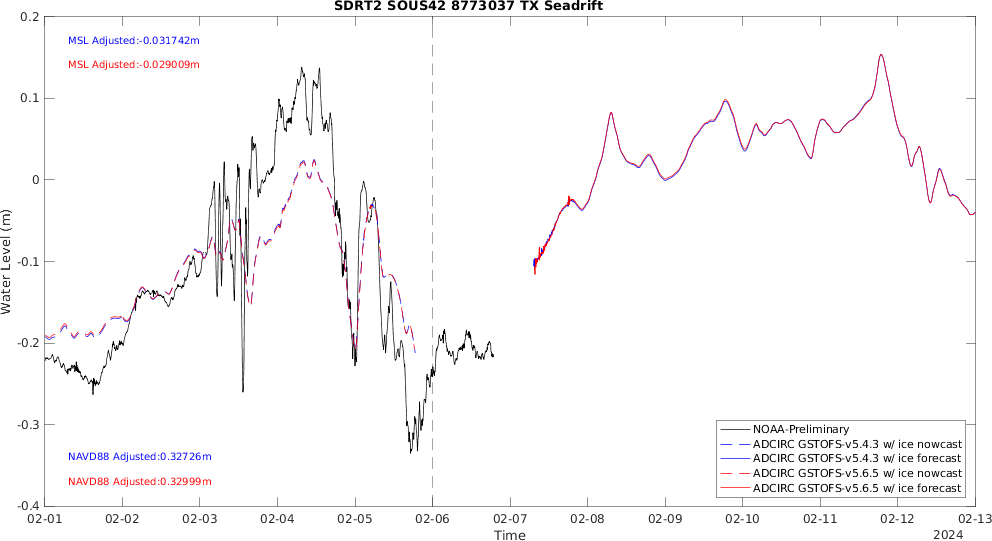 SDRT2 SOUS42 8773037 TX Seadrift
0.2
0.1
0
-0.1
-0.2
-0.3
-0.4
Water Level (m)
MSL Adjusted:-0.031742m
MSL Adjusted:-0.029009m
NAVD88 Adjusted:0.32726m
NAVD88 Adjusted:0.32999m
NOAA-Preliminary
ADCIRC GSTOFS-v5.4.3 w/ ice nowcast
ADCIRC GSTOFS-v5.4.3 w/ ice forecast
ADCIRC GSTOFS-v5.6.5 w/ ice nowcast
ADCIRC GSTOFS-v5.6.5 w/ ice forecast
02-01 02-02 02-03 02-04 02-05 02-06 02-07 02-08 02-09 02-10 02-11 02-12 02-13
Time
2024